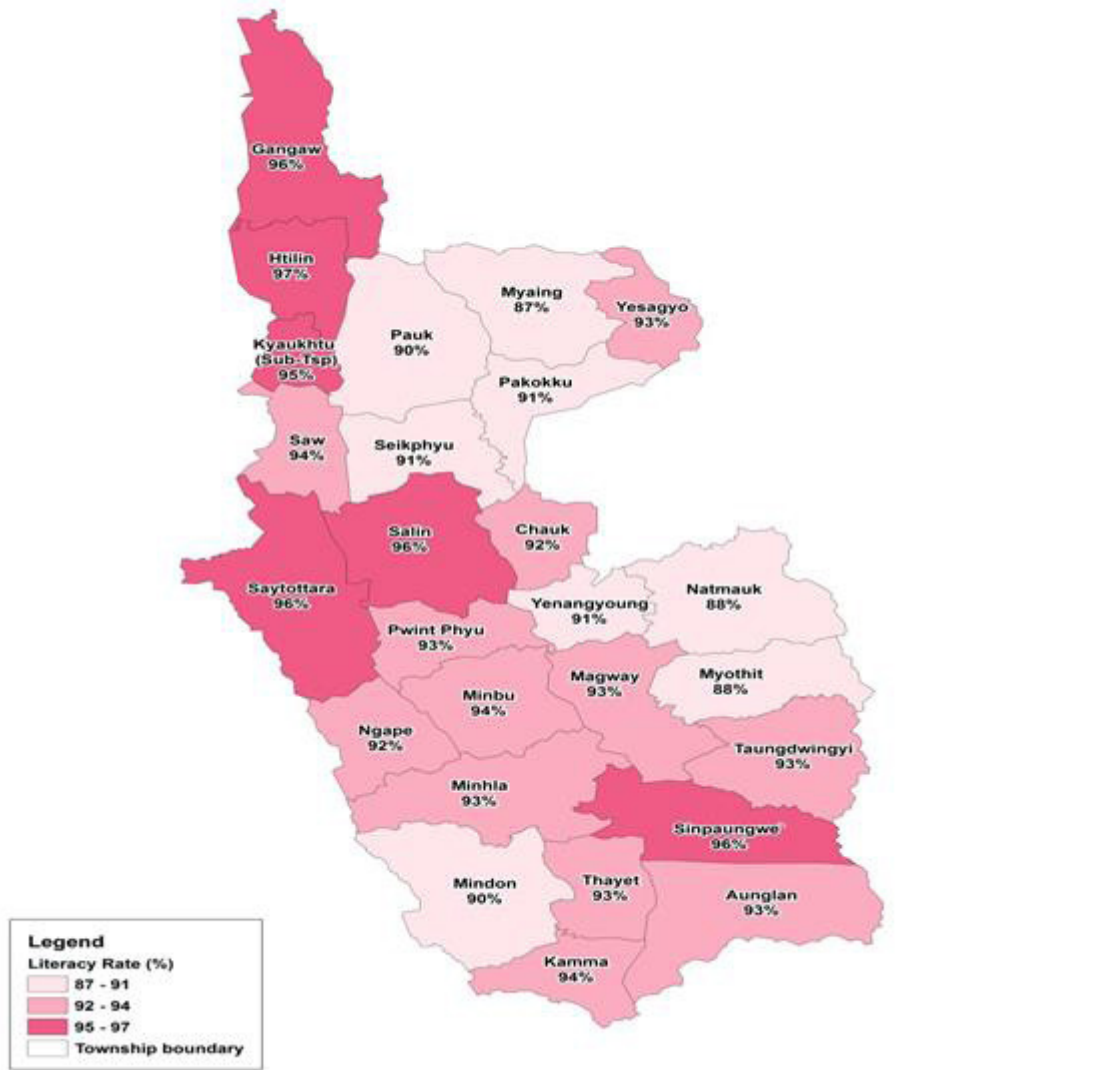 Gangaw
96%
Htilin
97%
Myaing
87%
Yesagyo
93%
Pauk
90%
Kyaukhtu
(Sub-Tsp)
95%
Pakokku
91%
Saw
94%
Seikphyu
91%
Salin
96%
Chauk
92%
Saytottara
96%
Yenangyoung
91%
Natmauk
88%
Pwint Phyu
93%
Magway
93%
Myothit
88%
Minbu
94%
Ngape
92%
Taungdwingyi
93%
Minhla
93%
Sinpaungwe
96%
Mindon
90%
Thayet
93%
Aunglan
93%
Kamma
94%
Legend
Literacy Rate (%)
87 - 91
92 - 94
95 - 97
Township boundary